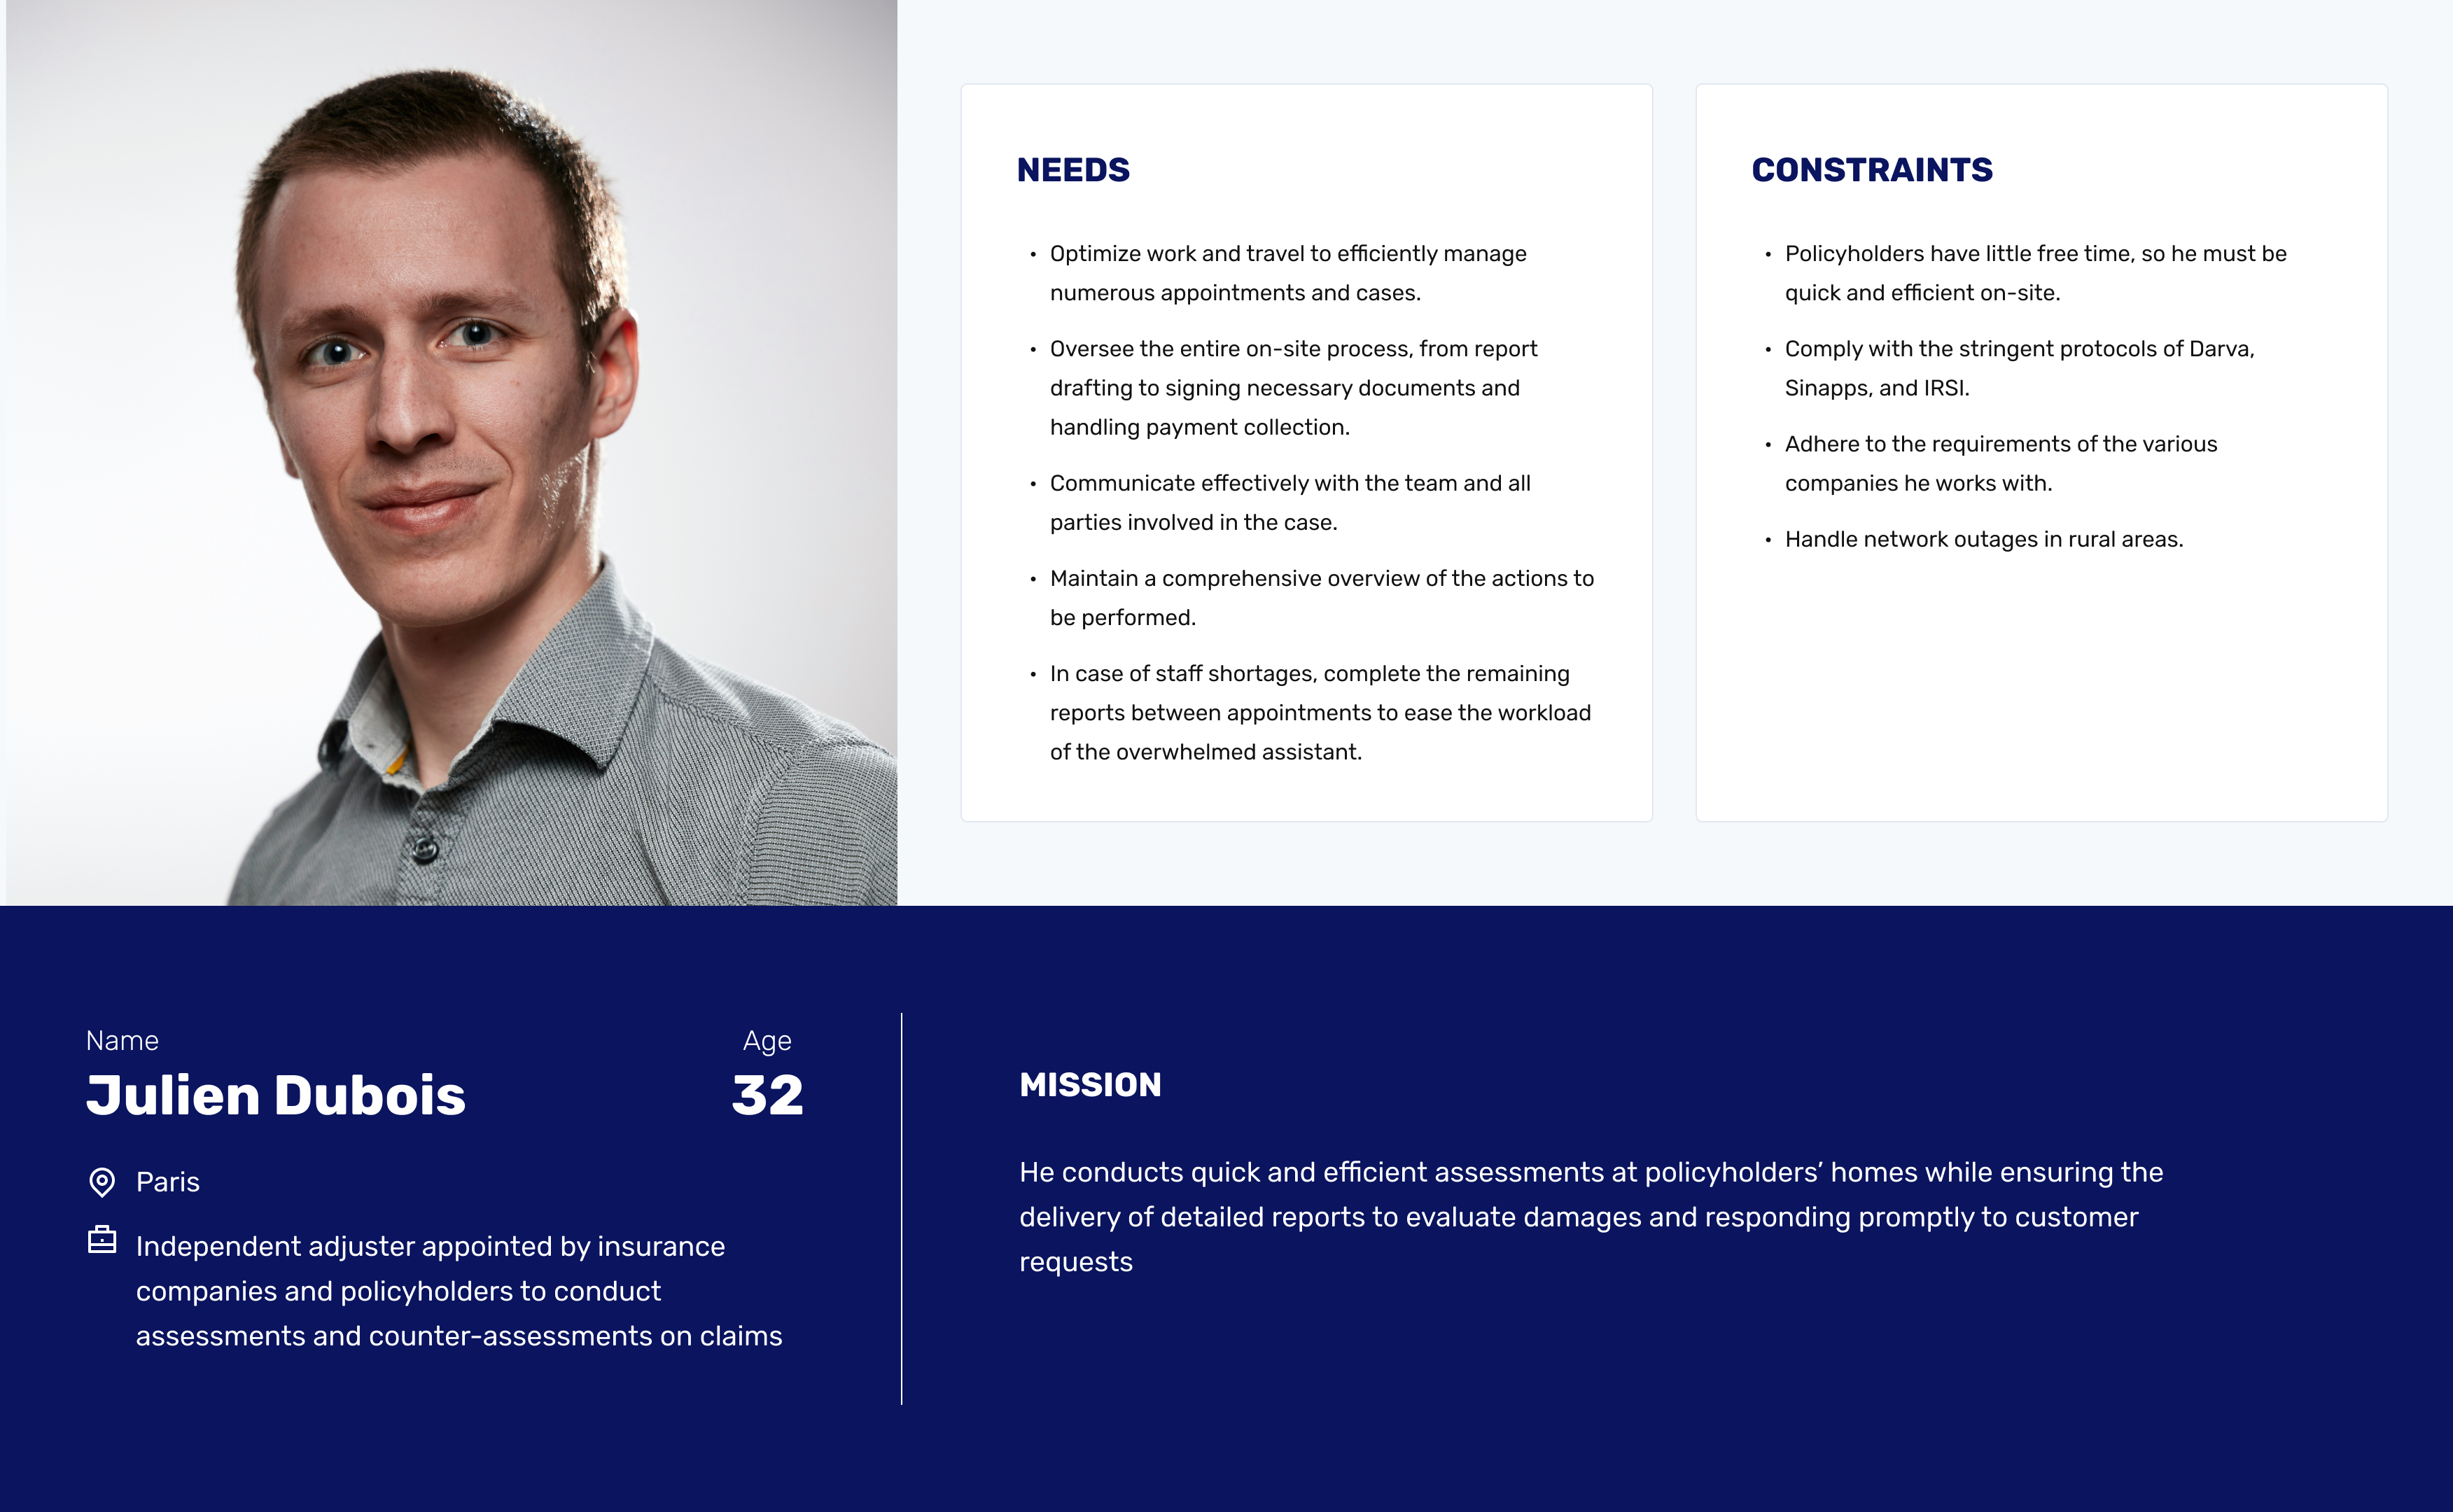 NEEDS
• Optimize work and travel to efficiently manage
numerous appointments and cases.
• Oversee the entire on-site process, from report
drafting to signing necessary documents and
handling payment collection.
• Communicate effectively with the team and all
parties involved in the case.
• Maintain a comprehensive overview of the actions to
be performed.
• In case of staff shortages, complete the remaining
reports between appointments to ease the workload
of the overwhelmed assistant.
CONSTRAINTS
• Policyholders have little free time, so he must be
quick and efficient on-site.
• Comply with the stringent protocols of Darva,
Sinapps, and IRSI.
• Adhere to the requirements of the various
companies he works with.
• Handle network outages in rural areas.
Name
Julien Dubois
Age
32
Paris
Independent adjuster appointed by insurance
companies and policyholders to conduct
assessments and counter-assessments on claims
MISSION
He conducts quick and efficient assessments at policyholders’ homes while ensuring the
delivery of detailed reports to evaluate damages and responding promptly to customer
requests